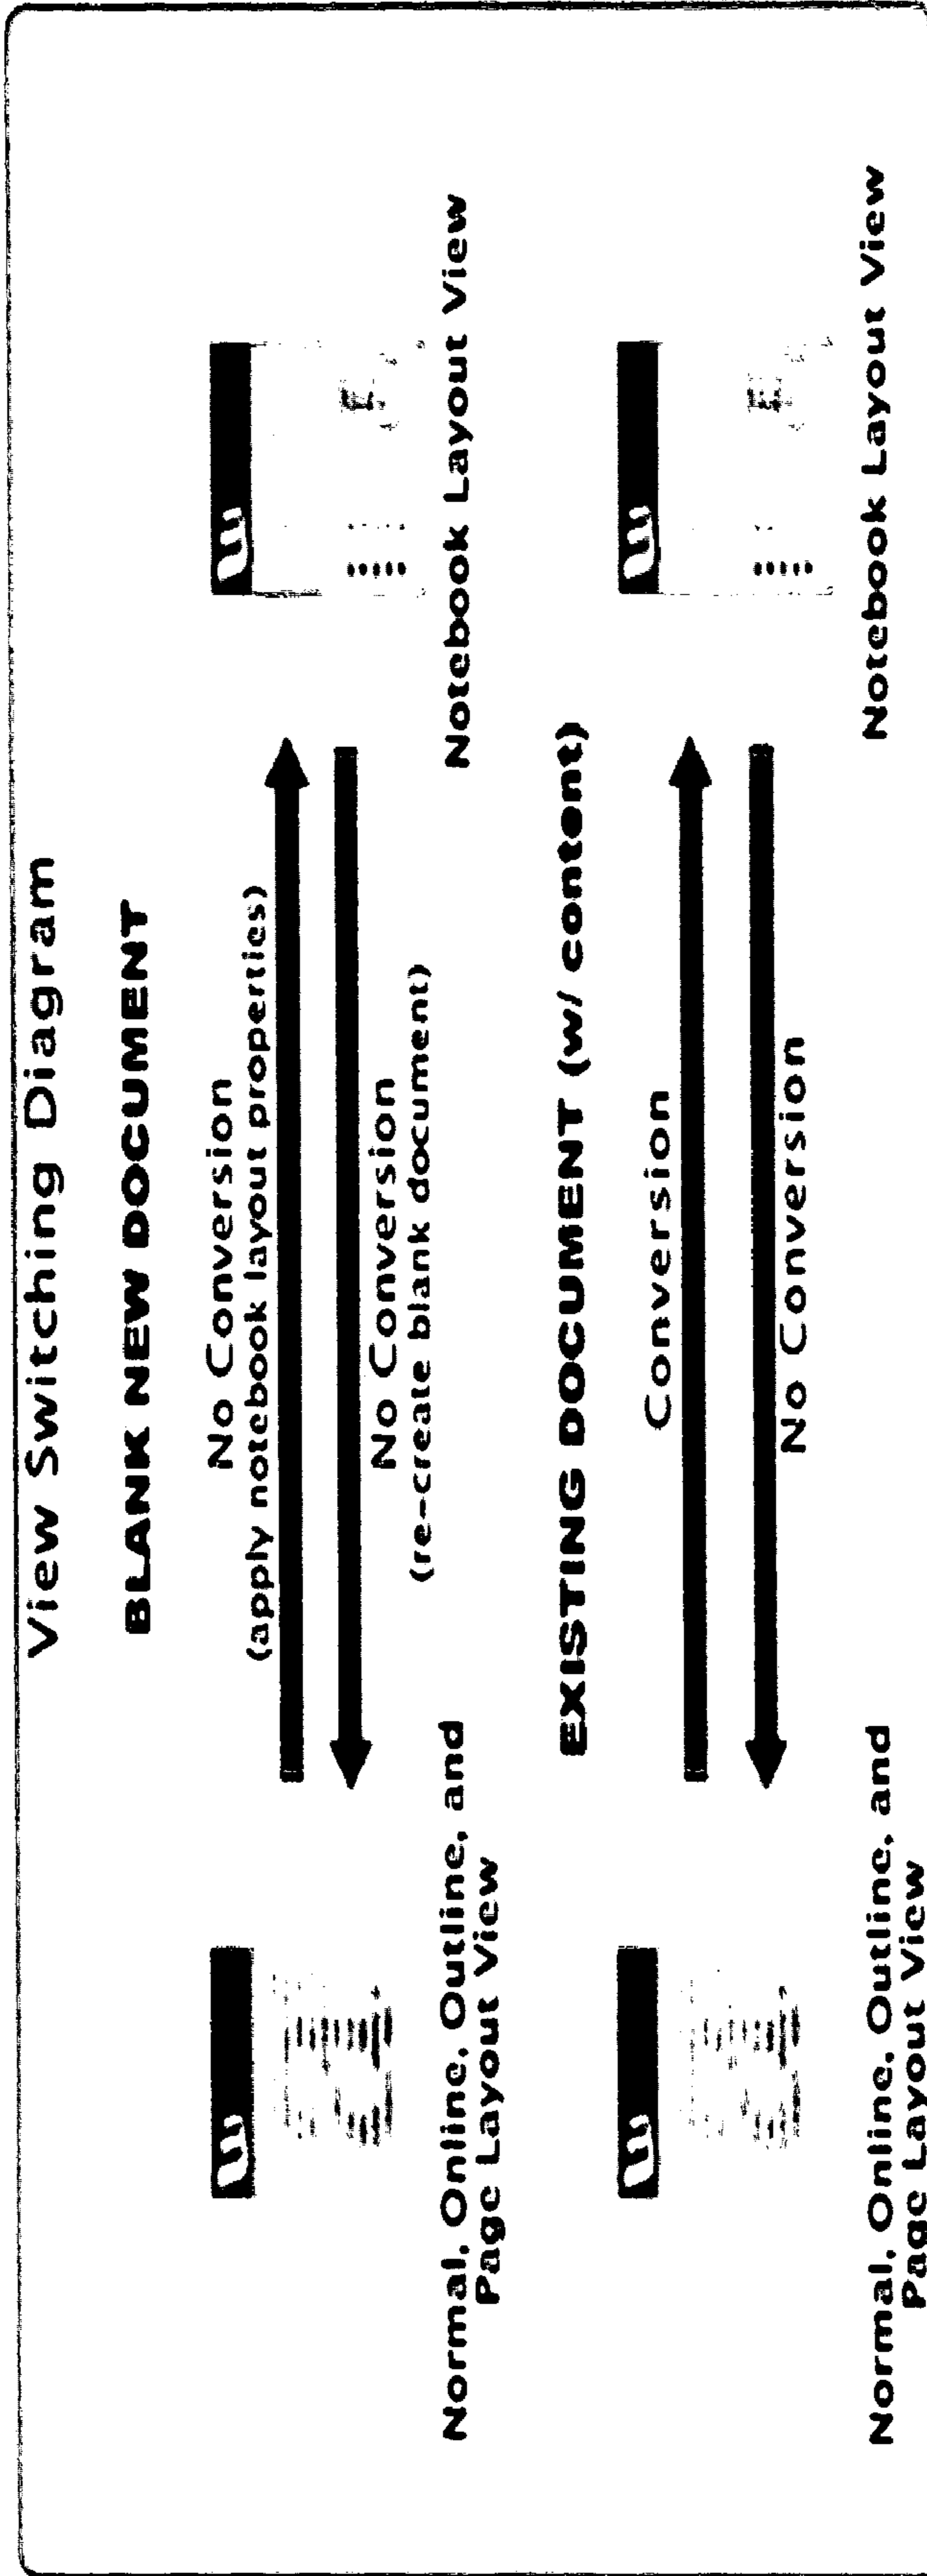 View Switching Diagram
BLANK NEW DOCUMENT
No Conversion
(apply notebook layout properties)
No Conversion
(re-create blank document)
Normal, Online, Outline, and
Page Layout View
Notebook Layout View
EXISTING DOCUMENT (w/ content)
Conversion
No Conversion
Normal, Online, Outline, and
Page Layout View
Notebook Layout View